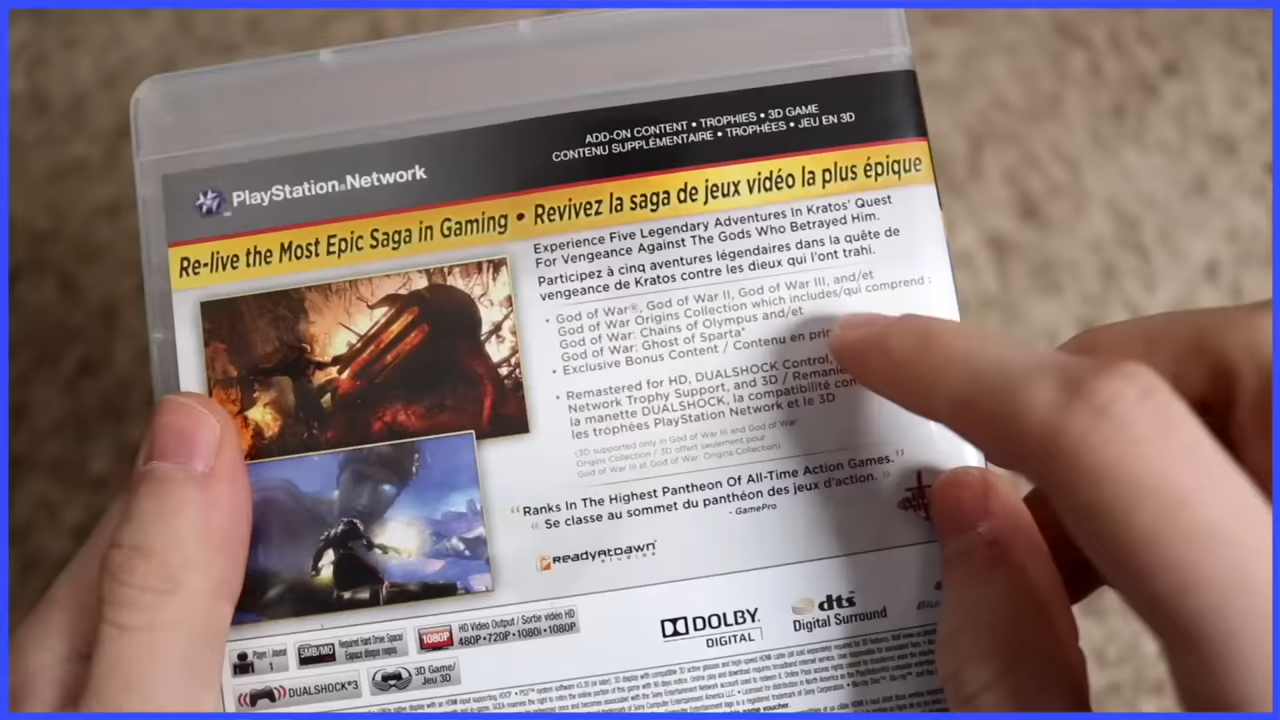 ADD-ON CONTENT • TROPHIES • 3D GAME
CONTENU SUPPLÉMENTAIRE • TROPHÉES • JEU EN 3D
PlayStation®Network
Re-live the Most Epic Saga in Gaming • Revivez la saga de jeux vidéo la plus épique
Experience Five Legendary Adventures In Kratos' Quest
For Vengeance Against The Gods Who Betrayed Him.
Participez à cinq aventures légendaires dans la quête de
vengeance de Kratos contre les dieux qui l'ont trahi.
• God of War®, God of War II, God of War III, and/et
God of War Origins Collection which includes/qui comprend :
God of War: Chains of Olympus and/et
God of War: Ghost of Sparta*
• Exclusive Bonus Content / Contenu en
• Remastered for HD, DUALSHOCK Control,
Network Trophy Support, and 3D /
la manette DUALSHOCK, la compatibilité
les trophées PlayStation Network et le 3D
(3D supported only in God of War III and God of War
Origins Collection / 3D offert seulement pour
God of War III et God of War: Origins Collection)
“Ranks In The Highest Pantheon Of All-Time Action Games.”
« Se classe au sommet du panthéon des jeux d'action. »
- GamePro
READYATDAWN
studios
Player / Joueur
1
5MB/MO
Required Hard Drive Space/
Espace disque requis
1080P
HD Video Output / Sortie vidéo HD
480P•720P•1080i•1080P
DOLBY
DIGITAL
dts
Digital Surround
DUALSHOCK®3
3D Game/
Jeu 3D